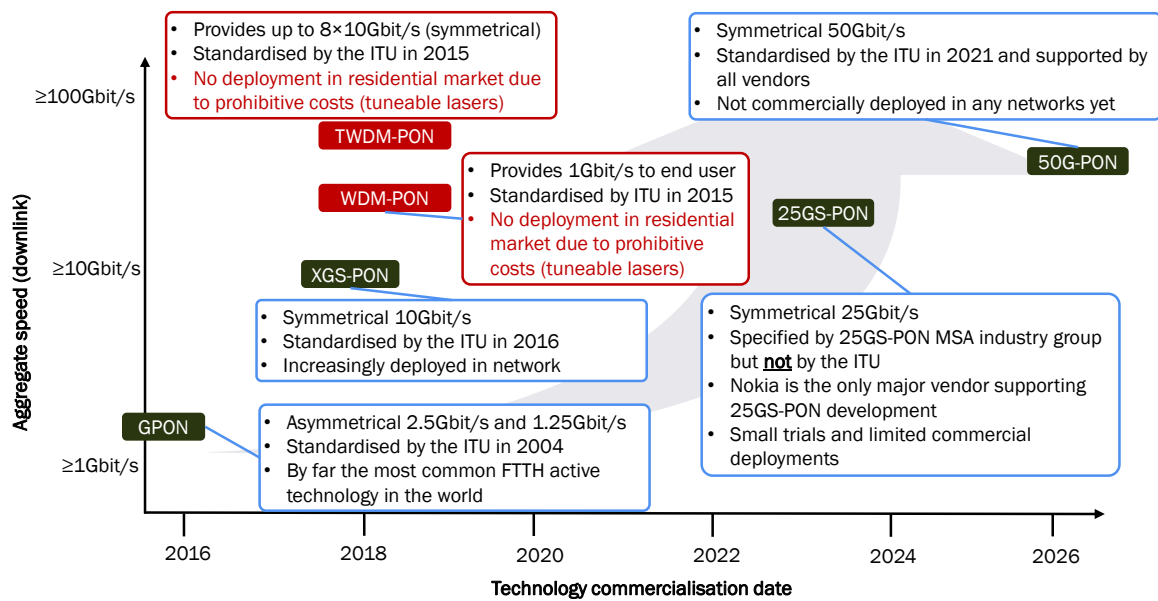 Provides up to 8×10Gbit/s (symmetrical)
Standardised by the ITU in 2015
No deployment in residential market due
to prohibitive costs (tuneable lasers)
Symmetrical 50Gbit/s
Standardised by the ITU in 2021 and supported by
all vendors
Not commercially deployed in any networks yet
≥100Gbit/s
TWDM-PON
50G-PON
Provides 1Gbit/s to end user
Standardised by ITU in 2015
No deployment in residential
market due to prohibitive
costs (tuneable lasers)
WDM-PON
25GS-PON
≥10Gbit/s
XGS-PON
Symmetrical 10Gbit/s
Standardised by the ITU in 2016
Increasingly deployed in network
Symmetrical 25Gbit/s
Specified by 25GS-PON MSA industry group
but not by the ITU
Nokia is the only major vendor supporting
25GS-PON development
Small trials and limited commercial
deployments
GPON
Asymmetrical 2.5Gbit/s and 1.25Gbit/s
Standardised by the ITU in 2004
By far the most common FTTH active
technology in the world
≥1Gbit/s
Aggregate speed (downlink)
2016 2018 2020 2022 2024 2026
Technology commercialisation date